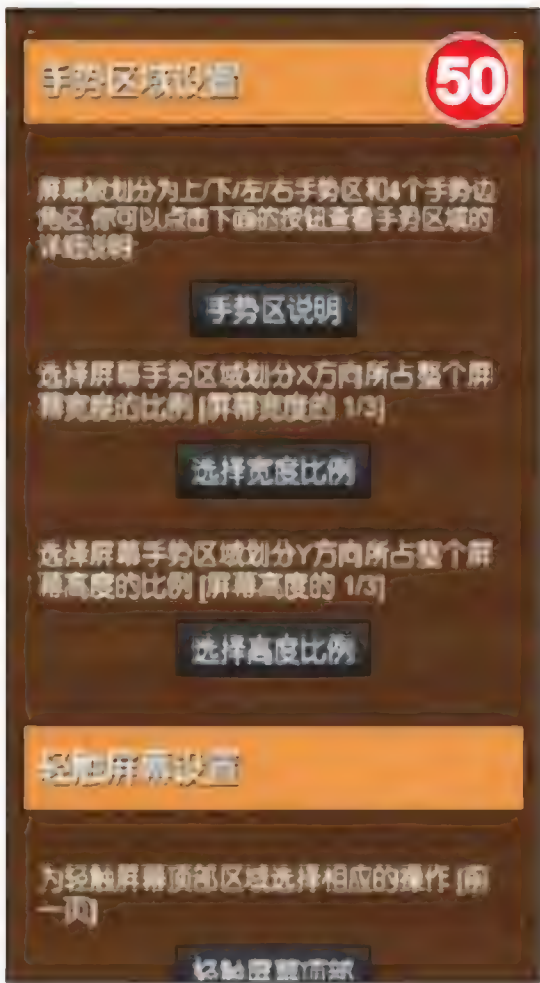 手势区域设置
50
屏幕被划分为上/下/左/右手势区和4个手势边
角区,你可以点击下面的按钮查看手势区域的
详细说明
手势区说明
选择屏幕手势区域划分X方向所占整个屏
幕宽度的比例 [屏幕宽度的 1/3]
选择宽度比例
选择屏幕手势区域划分Y方向所占整个屏
幕高度的比例 [屏幕高度的 1/3]
选择高度比例
轻触屏幕设置
为轻触屏幕顶部区域选择相应的操作 [前
一页]
轻触屏幕顶部